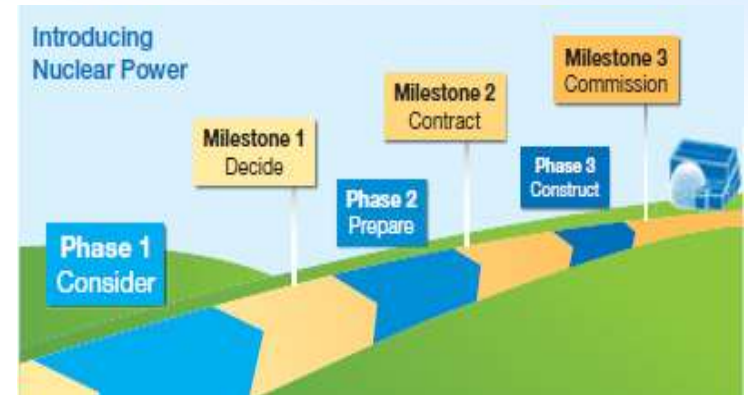 Introducing
Nuclear Power
Phase 1
Consider
Milestone 1
Decide
Phase 2
Prepare
Milestone 2
Contract
Phase 3
Construct
Milestone 3
Commission